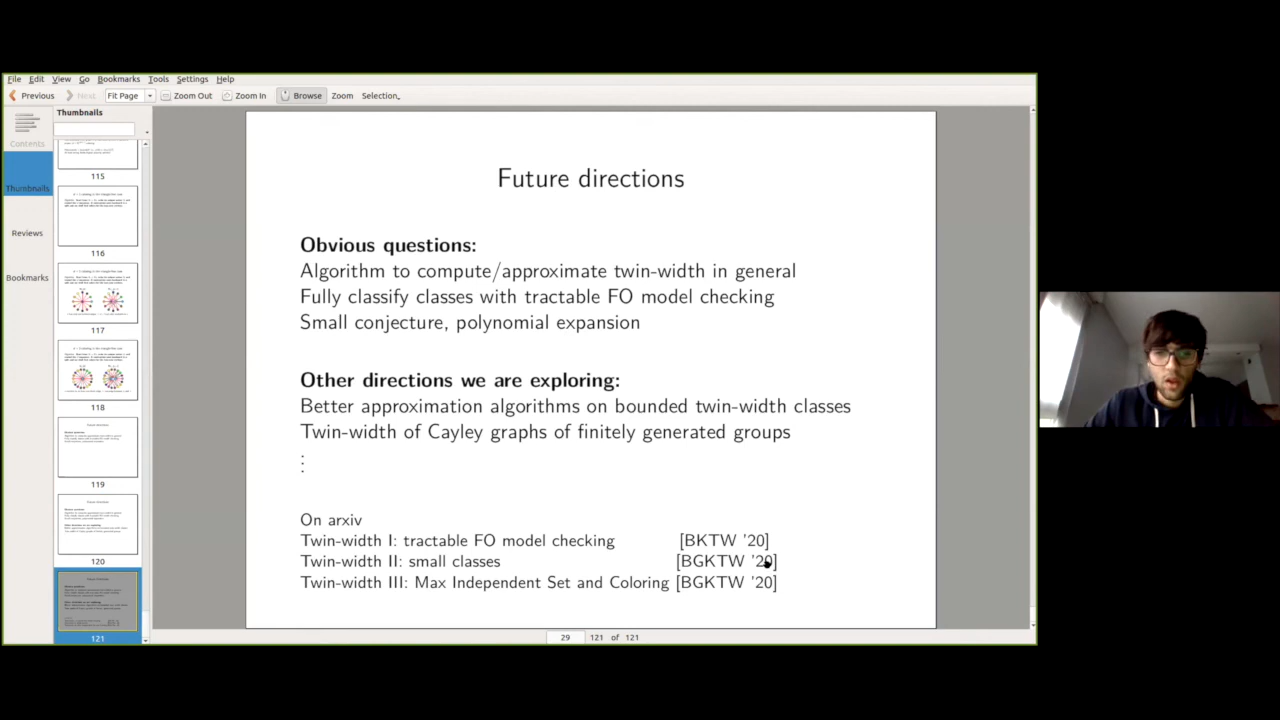 File Edit View Go Bookmarks Tools Settings Help
Previous Next Fit Page Zoom Out Zoom In Browse Zoom Selection
Thumbnails
Contents
Thumbnails
Reviews
Bookmarks
115
116
117
118
119
120
121
Future directions
Obvious questions:
Algorithm to compute/aproximate twin-width in general
Fully classify classes with tractable FO model checking
Small conjecture, polynomial expansion
Other directions we are exploring:
Better approximation algorithms on bounded twin-width classes
Twin-width of Cayley graphs of finitely generated groups
⋮
On arxiv
Twin-width I: tractable FO model checking [BKTW '20]
Twin-width II: small classes [BGKTW '20]
Twin-width III: Max Independent Set and Coloring [BGKTW '20]
29 121 of 121